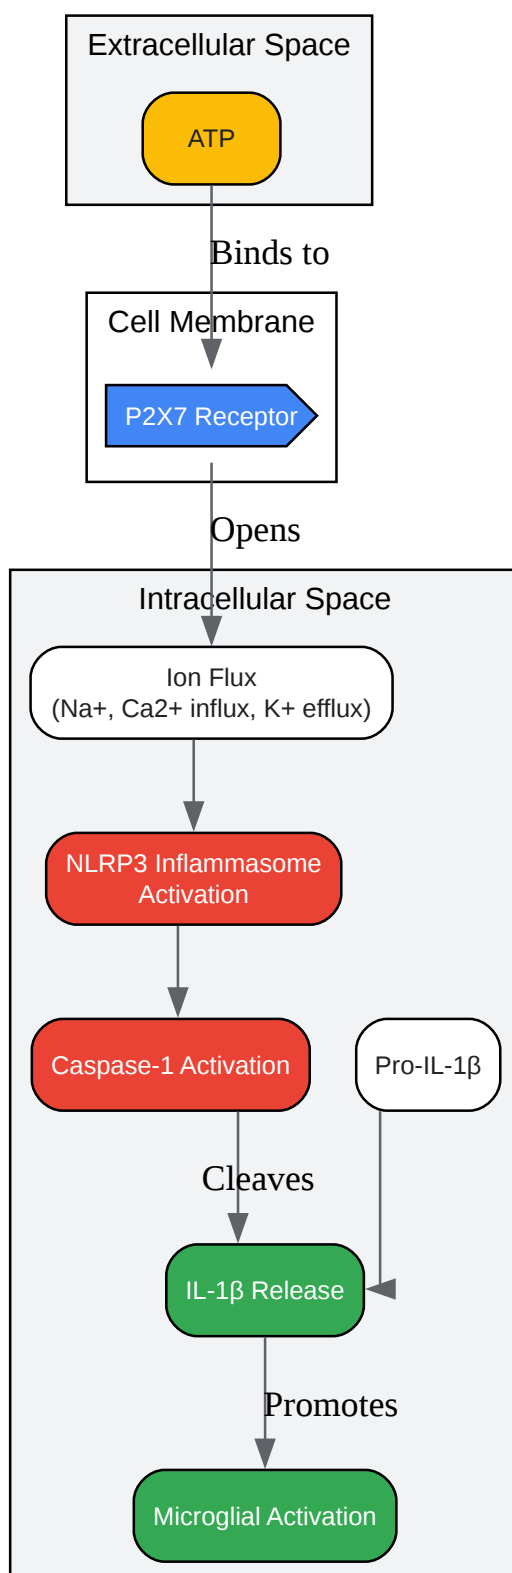 Extracellular Space
ATP
Binds to
Cell Membrane
P2X7 Receptor
Opens
Intracellular Space
Ion Flux
(Na+, Ca2+ influx, K+ efflux)
NLRP3 Inflammasome
Activation
Caspase-1 Activation
Pro-IL-1β
Cleaves
IL-1β Release
Promotes
Microglial Activation